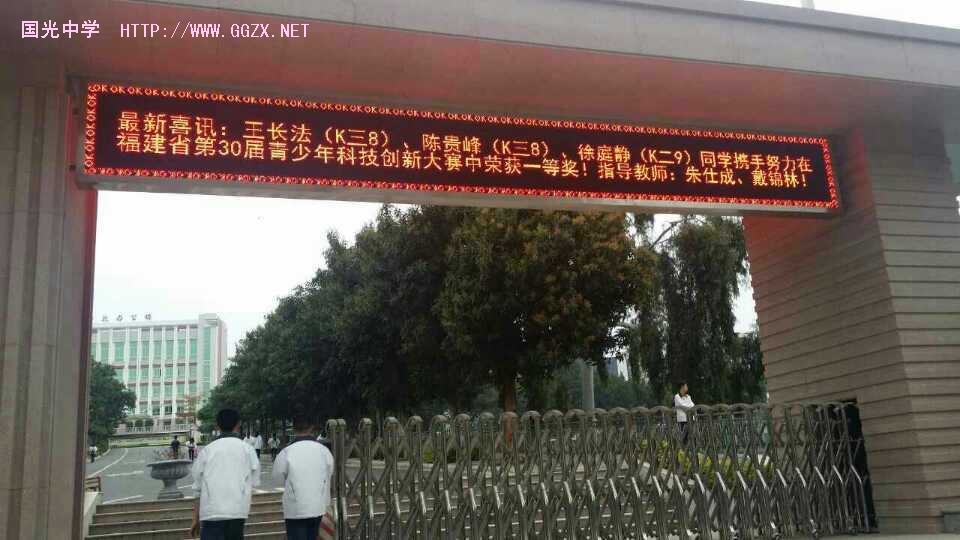 国光中学 HTTP://WWW.GGZX.NET
最新喜讯：王长法（K三8）、陈贵峰（K三8）、徐庭静（K二9）同学携手努力在
福建省第30届青少年科技创新大赛中荣获一等奖！指导教师：朱仕成、戴锦林！